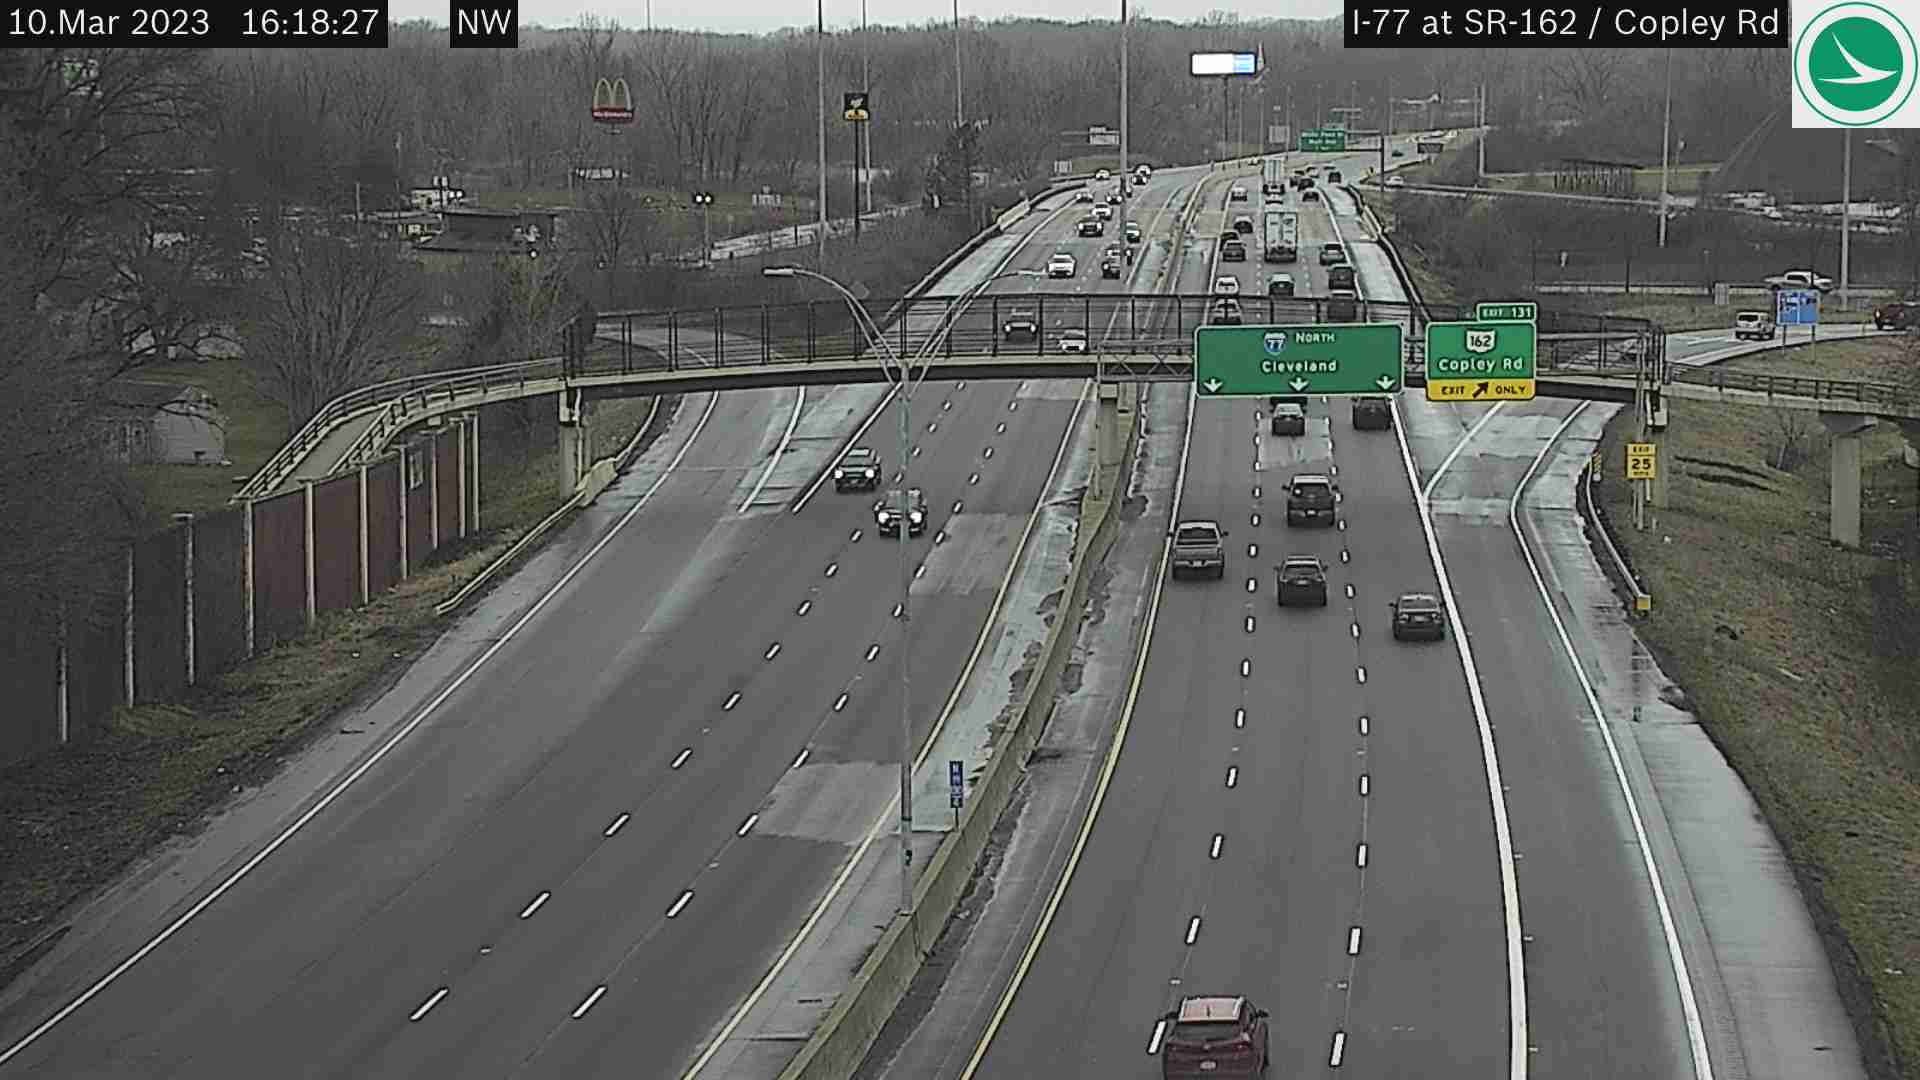 10.Mar 2023 16:18:27
NW
I-77 at SR-162 / Copley Rd
McDonald's
EXIT 131
77 NORTH
Cleveland
162
Copley Rd
EXIT ONLY
EXIT
25